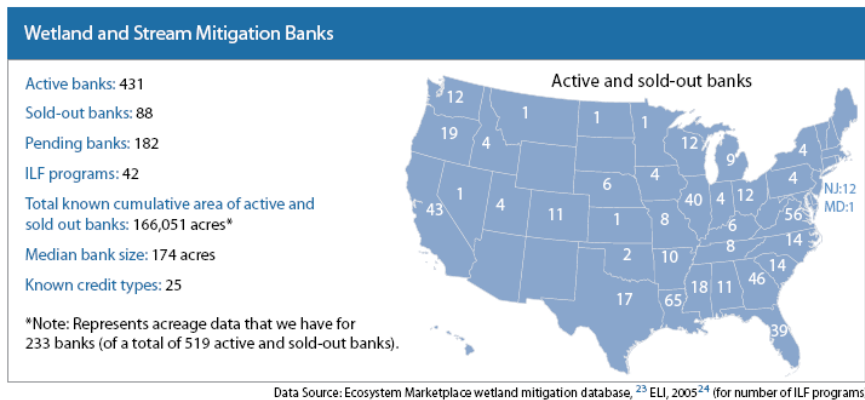 Wetland and Stream Mitigation Banks
Active banks: 431
Sold-out banks: 88
Pending banks: 182
ILF programs: 42
Total known cumulative area of active and
sold out banks: 166,051 acres*
Median bank size: 174 acres
Known credit types: 25
*Note: Represents acreage data that we have for
233 banks (of a total of 519 active and sold-out banks).
Active and sold-out banks
12
1
1
1
19
4
12
9
4
6
4
4
NJ:12
MD:1
43
1
4
11
1
8
40
4
12
6
56
2
10
8
14
14
17
65
18
11
46
39
Data Source: Ecosystem Marketplace wetland mitigation database, 23 ELI, 2005 24 (for number of ILF programs